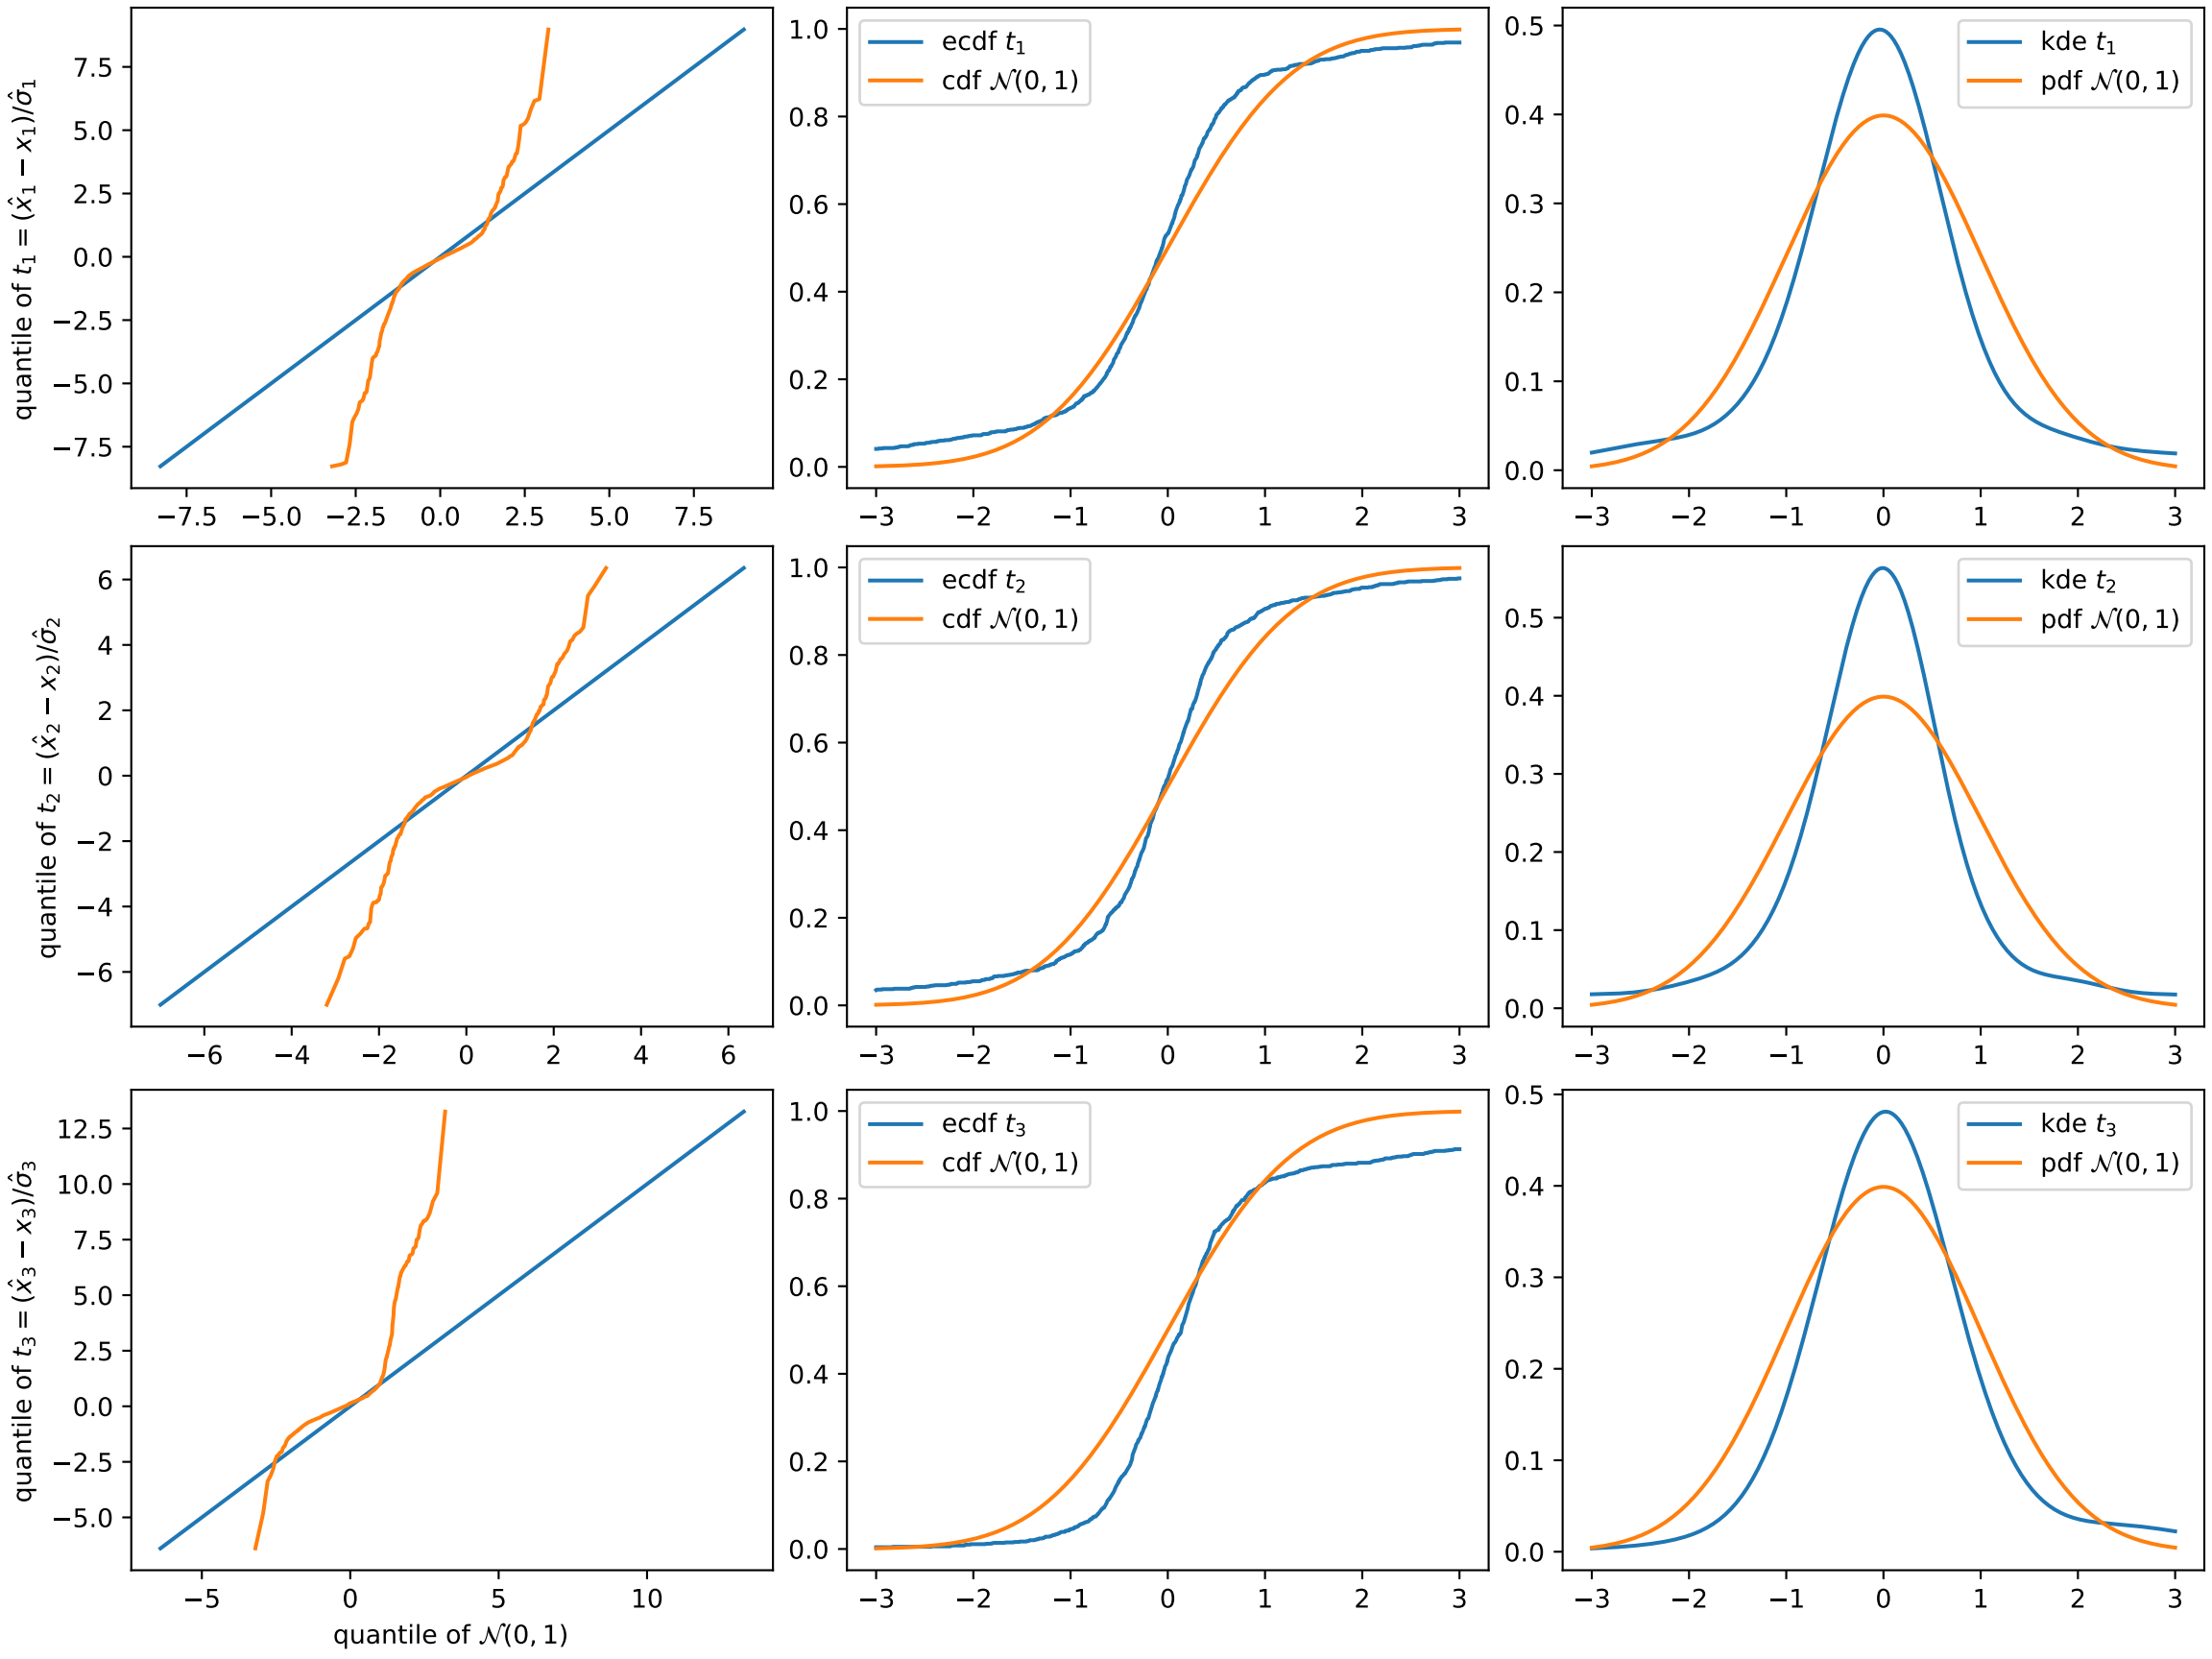 quantile of t₁ = (x̂₁ − x₁)/σ̂₁
7.5
5.0
2.5
0.0
−2.5
−5.0
−7.5
−7.5 −5.0 −2.5 0.0 2.5 5.0 7.5
ecdf t₁
cdf 𝒩(0, 1)
1.0
0.8
0.6
0.4
0.2
0.0
−3 −2 −1 0 1 2 3
kde t₁
pdf 𝒩(0, 1)
0.5
0.4
0.3
0.2
0.1
0.0
−3 −2 −1 0 1 2 3
quantile of t₂ = (x̂₂ − x₂)/σ̂₂
6
4
2
0
−2
−4
−6
−6 −4 −2 0 2 4 6
ecdf t₂
cdf 𝒩(0, 1)
1.0
0.8
0.6
0.4
0.2
0.0
−3 −2 −1 0 1 2 3
kde t₂
pdf 𝒩(0, 1)
0.5
0.4
0.3
0.2
0.1
0.0
−3 −2 −1 0 1 2 3
quantile of t₃ = (x̂₃ − x₃)/σ̂₃
12.5
10.0
7.5
5.0
2.5
0.0
−2.5
−5.0
−5 0 5 10
quantile of 𝒩(0, 1)
ecdf t₃
cdf 𝒩(0, 1)
1.0
0.8
0.6
0.4
0.2
0.0
−3 −2 −1 0 1 2 3
kde t₃
pdf 𝒩(0, 1)
0.5
0.4
0.3
0.2
0.1
0.0
−3 −2 −1 0 1 2 3